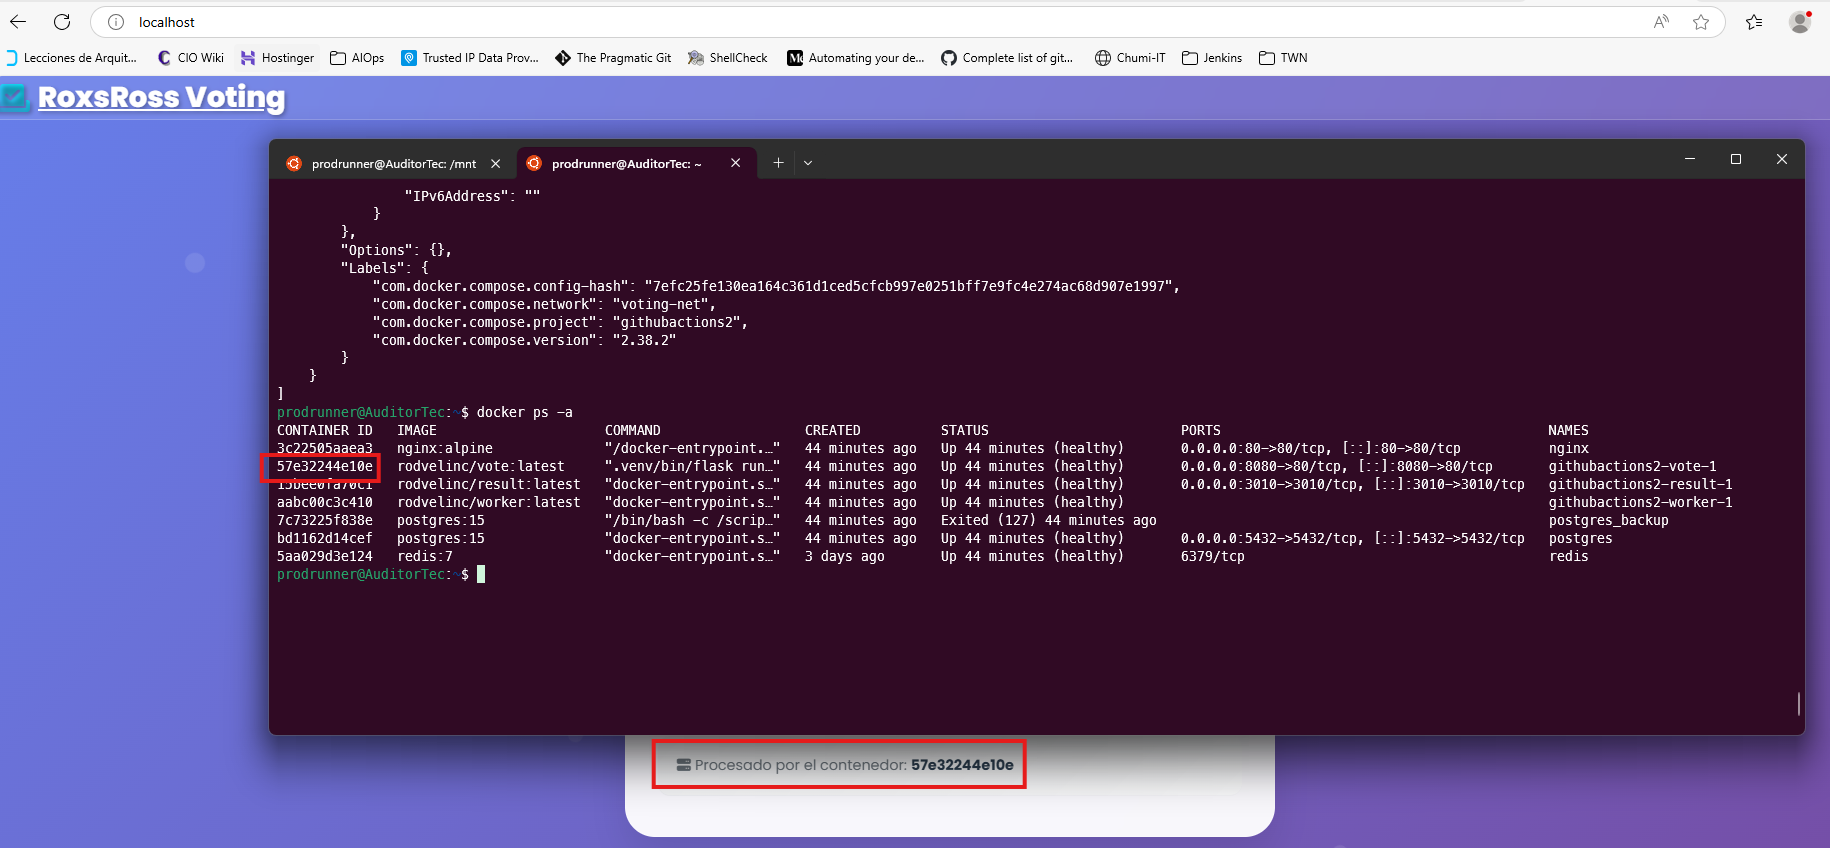 localhost
Lecciones de Arquit... CIO Wiki Hostinger AIOps Trusted IP Data Prov... The Pragmatic Git ShellCheck Automating your de... Complete list of git... Chumi-IT Jenkins TWN
RoxsRoss Voting
prodrunner@AuditorTec: /mnt prodrunner@AuditorTec: ~
                "IPv6Address": ""
            }
        },
        "Options": {},
        "Labels": {
            "com.docker.compose.config-hash": "7efc25fe130ea164c361d1ced5cfcb997e0251bff7e9fc4e274ac68d907e1997",
            "com.docker.compose.network": "voting-net",
            "com.docker.compose.project": "githubactions2",
            "com.docker.compose.version": "2.38.2"
        }
    }
]
prodrunner@AuditorTec:~$ docker ps -a
CONTAINER ID   IMAGE                     COMMAND                  CREATED          STATUS                        PORTS                                         NAMES
3c22505aaea3   nginx:alpine              "/docker-entrypoint.…"   44 minutes ago   Up 44 minutes (healthy)       0.0.0.0:80->80/tcp, [::]:80->80/tcp           nginx
57e32244e10e   rodvelinc/vote:latest     ".venv/bin/flask run…"   44 minutes ago   Up 44 minutes (healthy)       0.0.0.0:8080->80/tcp, [::]:8080->80/tcp       githubactions2-vote-1
15bee0fa70c1   rodvelinc/result:latest   "docker-entrypoint.s…"   44 minutes ago   Up 44 minutes (healthy)       0.0.0.0:3010->3010/tcp, [::]:3010->3010/tcp   githubactions2-result-1
aabc00c3c410   rodvelinc/worker:latest   "docker-entrypoint.s…"   44 minutes ago   Up 44 minutes (healthy)                                                     githubactions2-worker-1
7c73225f838e   postgres:15               "/bin/bash -c /scrip…"   44 minutes ago   Exited (127) 44 minutes ago                                                 postgres_backup
bd1162d14cef   postgres:15               "docker-entrypoint.s…"   44 minutes ago   Up 44 minutes (healthy)       0.0.0.0:5432->5432/tcp, [::]:5432->5432/tcp   postgres
5aa029d3e124   redis:7                   "docker-entrypoint.s…"   3 days ago       Up 44 minutes (healthy)       6379/tcp                                      redis
prodrunner@AuditorTec:~$
Procesado por el contenedor: 57e32244e10e